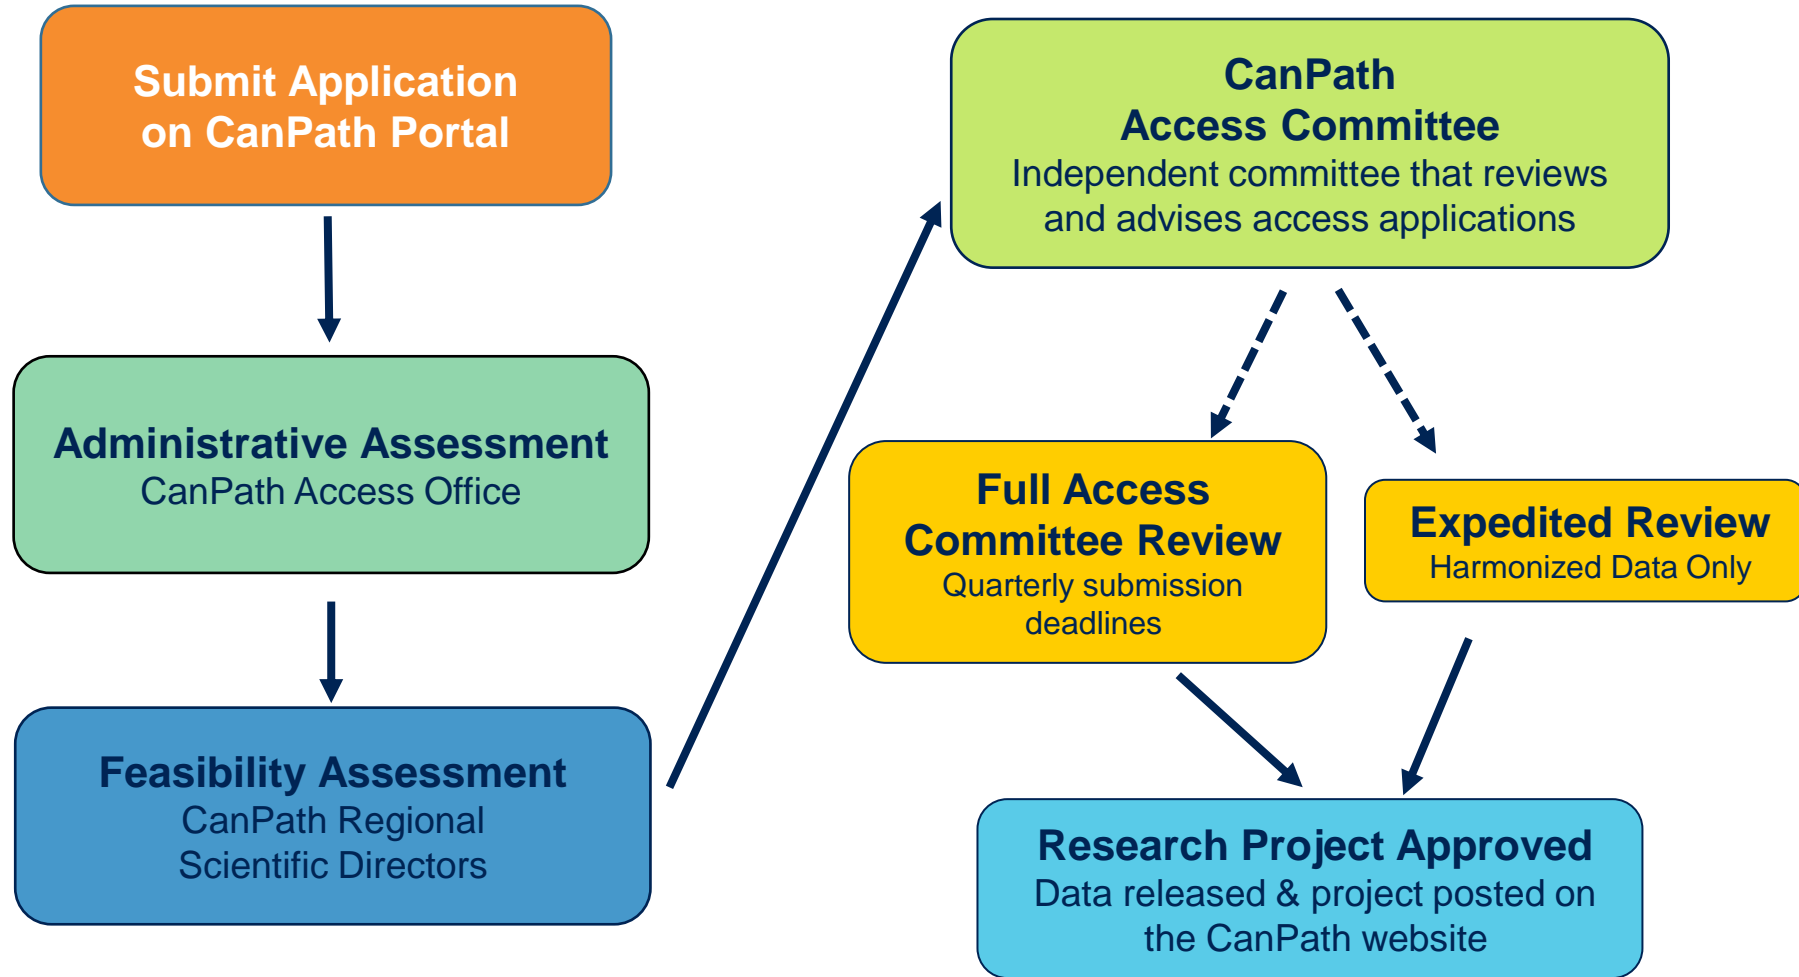 Submit Application
on CanPath Portal
Administrative Assessment
CanPath Access Office
Feasibility Assessment
CanPath Regional
Scientific Directors
CanPath
Access Committee
Independent committee that reviews
and advises access applications
Full Access
Committee Review
Quarterly submission
deadlines
Expedited Review
Harmonized Data Only
Research Project Approved
Data released & project posted on
the CanPath website